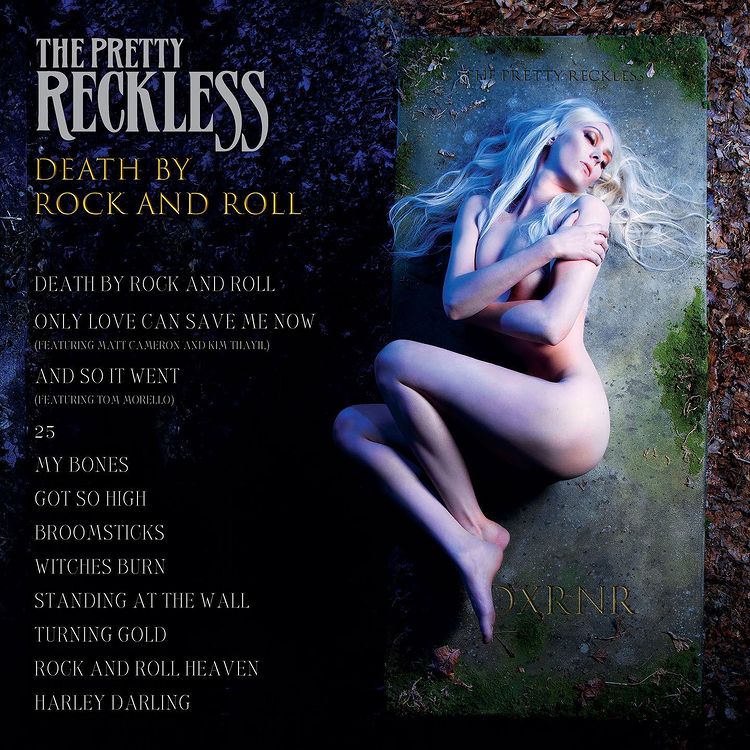 THE PRETTY
RECKLESS
DEATH BY
ROCK AND ROLL
DEATH BY ROCK AND ROLL
ONLY LOVE CAN SAVE ME NOW
(FEATURING MATT CAMERON AND KIM THAYIL)
AND SO IT WENT
(FEATURING TOM MORELLO)
25
MY BONES
GOT SO HIGH
BROOMSTICKS
WITCHES BURN
STANDING AT THE WALL
TURNING GOLD
ROCK AND ROLL HEAVEN
HARLEY DARLING
THE PRETTY RECKLESS
DXRNR